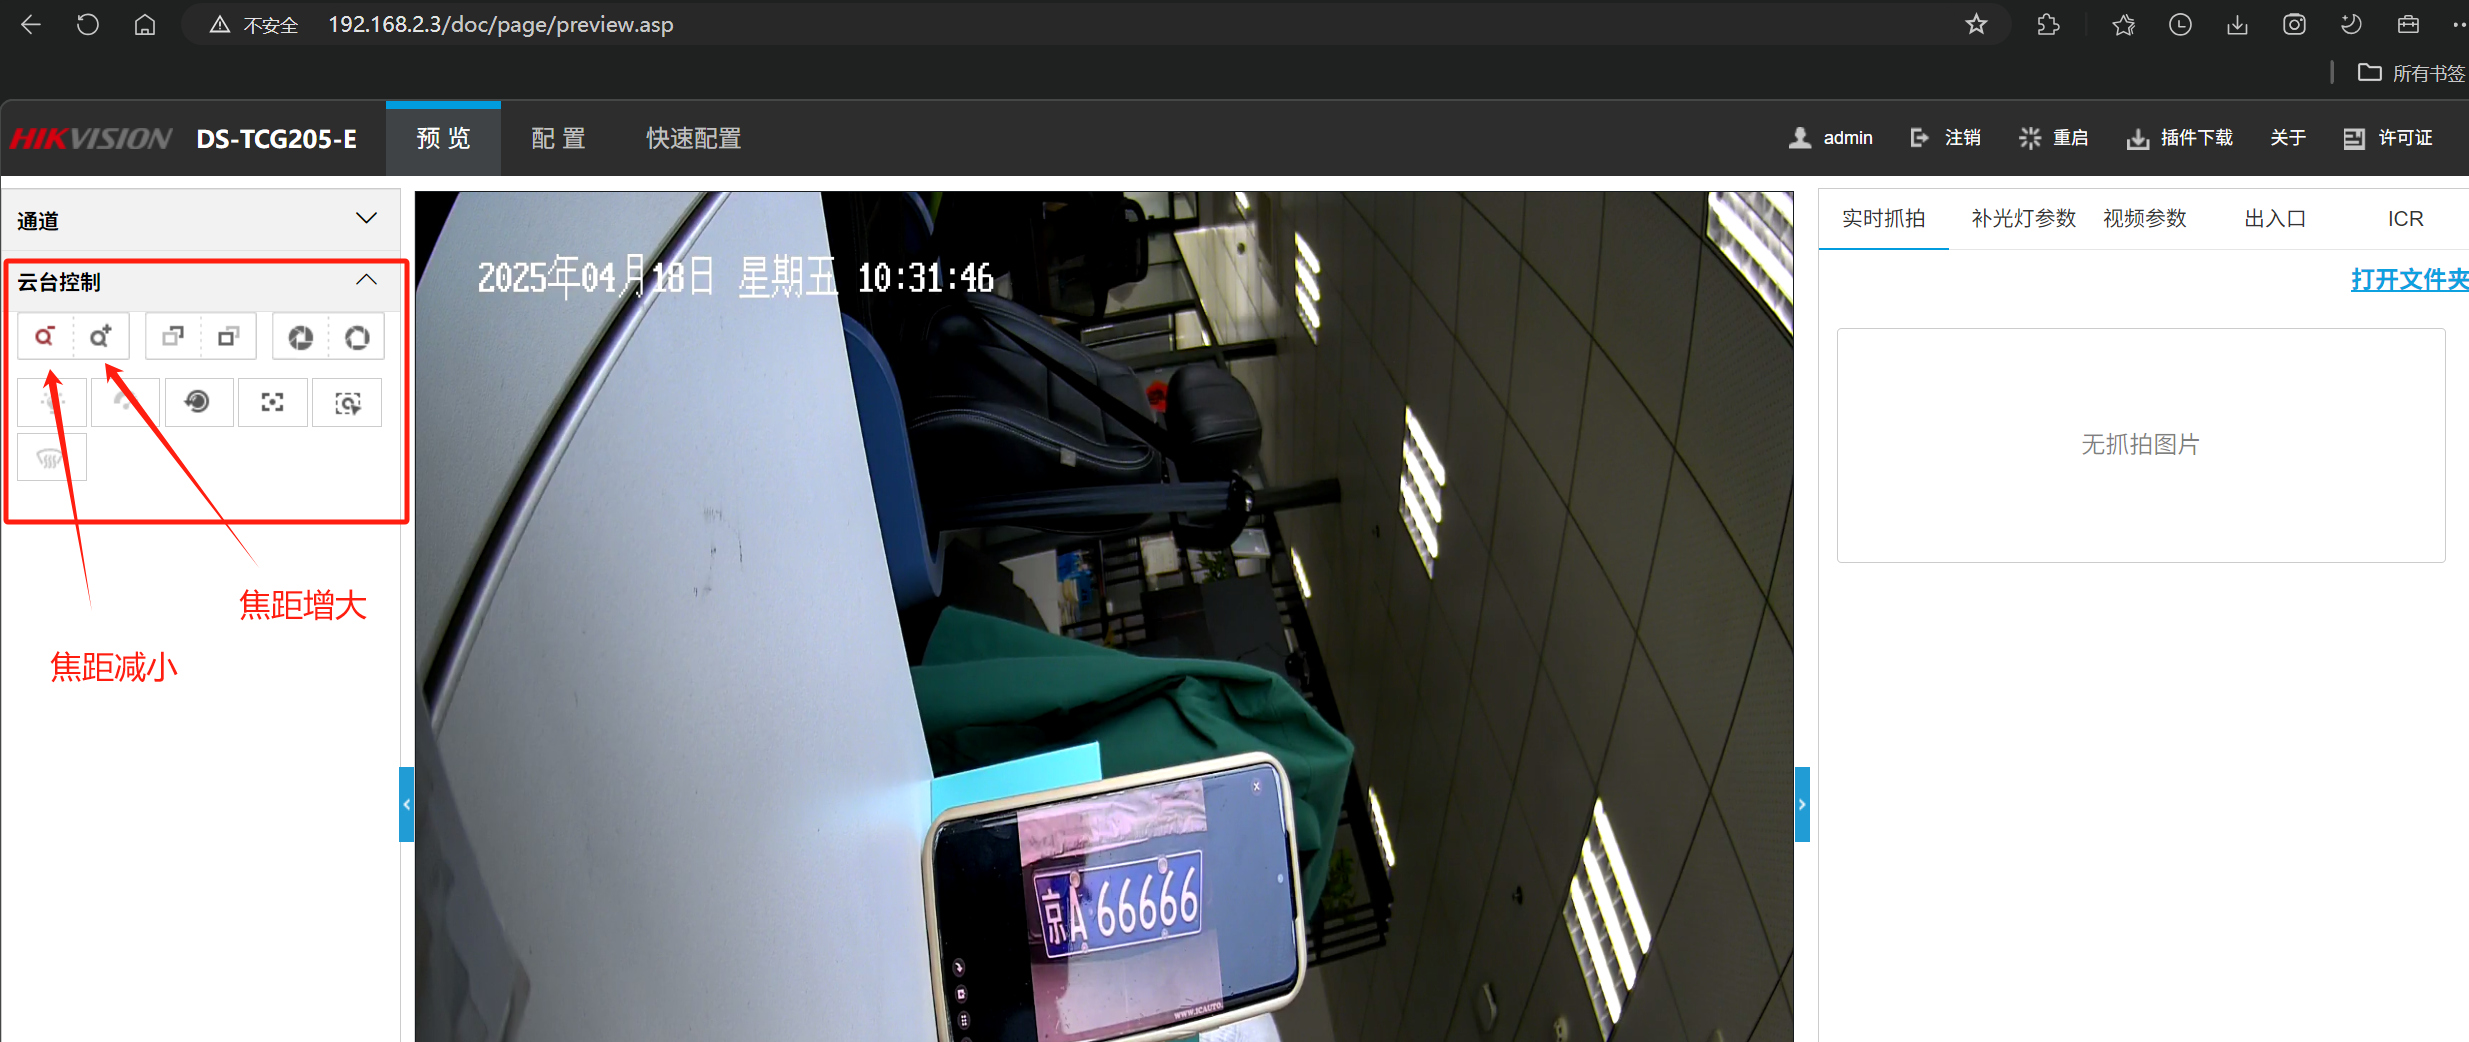 不安全 192.168.2.3/doc/page/preview.asp
所有书签
HIKVISION DS-TCG205-E 预览 配置 快速配置 admin 注销 重启 插件下载 关于 许可证
通道
云台控制
焦距增大
焦距减小
2025年04月18日 星期五 10:31:46
京A·66666
WWW.ICAUTO.
实时抓拍 补光灯参数 视频参数 出入口 ICR
打开文件夹
无抓拍图片